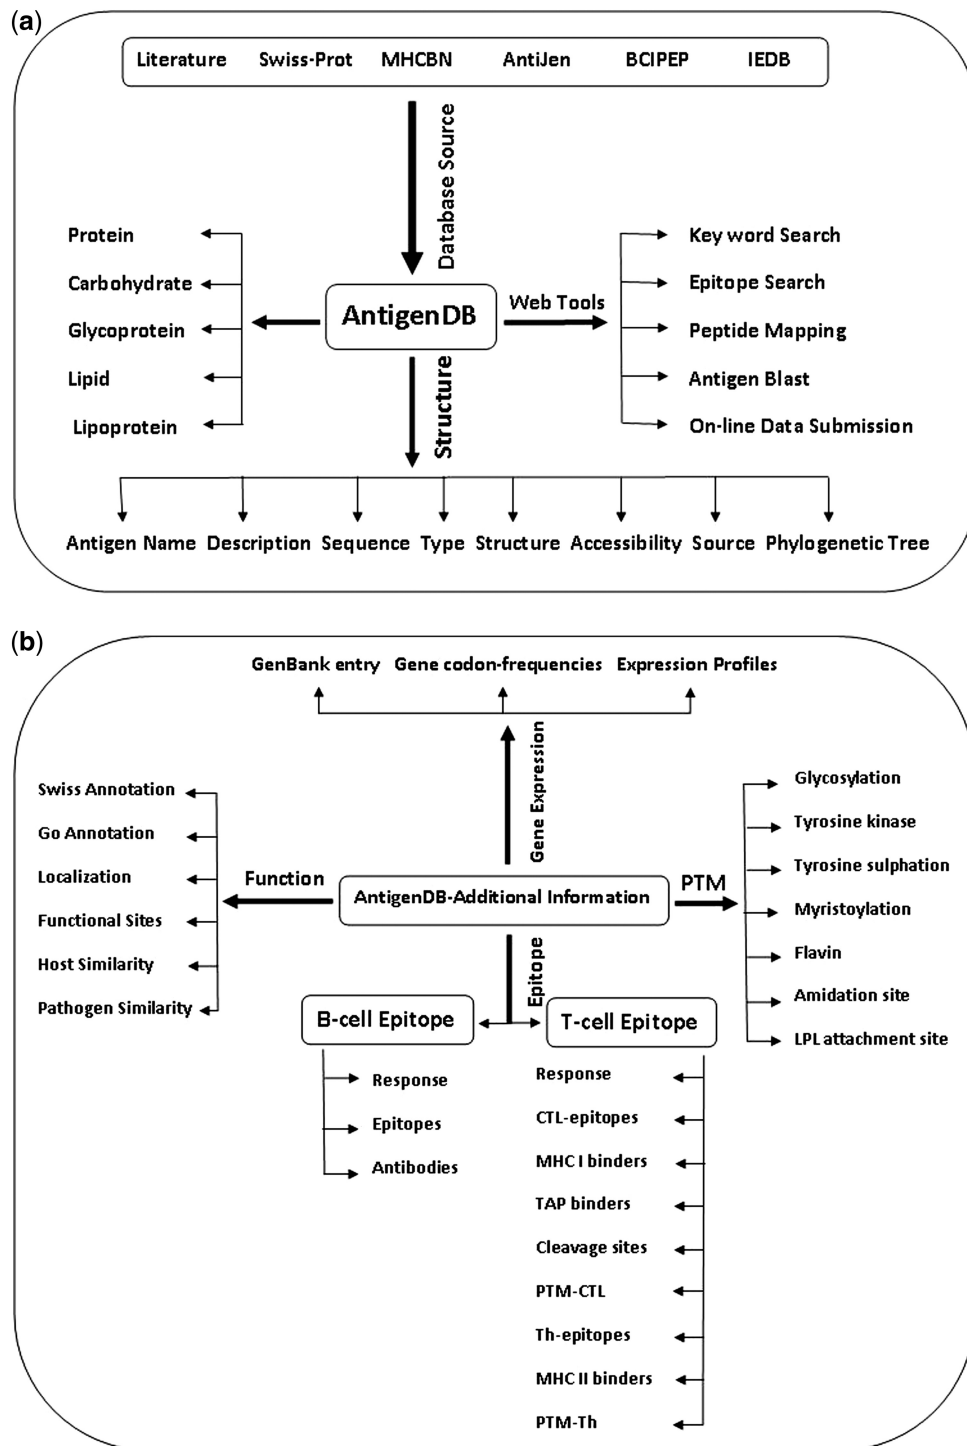 (a)
Literature Swiss-Prot MHCBN AntiJen BCIPEP IEDB
Database Source
Protein
Carbohydrate
Glycoprotein
Lipid
Lipoprotein
AntigenDB
Web Tools
Key word Search
Epitope Search
Peptide Mapping
Antigen Blast
On-line Data Submission
Structure
Antigen Name Description Sequence Type Structure Accessibility Source Phylogenetic Tree
(b)
GenBank entry Gene codon-frequencies Expression Profiles
Gene Expression
Swiss Annotation
Go Annotation
Localization
Functional Sites
Host Similarity
Pathogen Similarity
Function
AntigenDB-Additional Information
PTM
Glycosylation
Tyrosine kinase
Tyrosine sulphation
Myristoylation
Flavin
Amidation site
LPL attachment site
Epitope
B-cell Epitope
Response
Epitopes
Antibodies
T-cell Epitope
Response
CTL-epitopes
MHC I binders
TAP binders
Cleavage sites
PTM-CTL
Th-epitopes
MHC II binders
PTM-Th